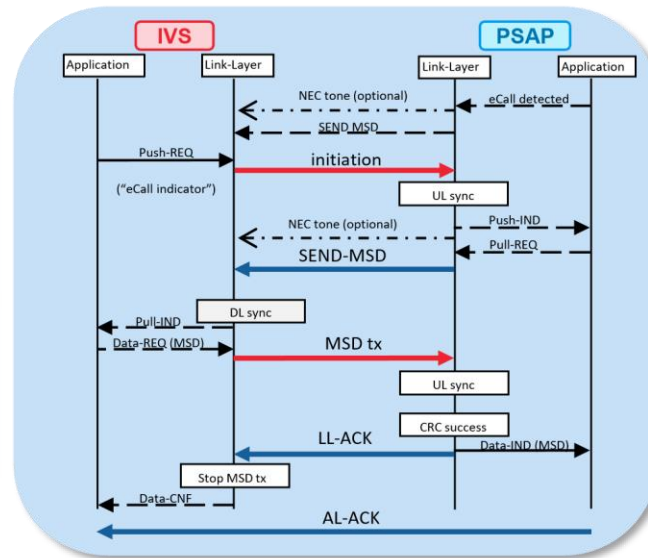 IVS
PSAP
Application
Link-Layer
Link-Layer
Application
NEC tone (optional)
eCall detected
SEND MSD
Push-REQ
initiation
("eCall indicator")
UL sync
NEC tone (optional)
Push-IND
Pull-REQ
SEND-MSD
DL sync
Pull-IND
Data-REQ (MSD)
MSD tx
UL sync
CRC success
LL-ACK
Data-IND (MSD)
Stop MSD tx
Data-CNF
AL-ACK